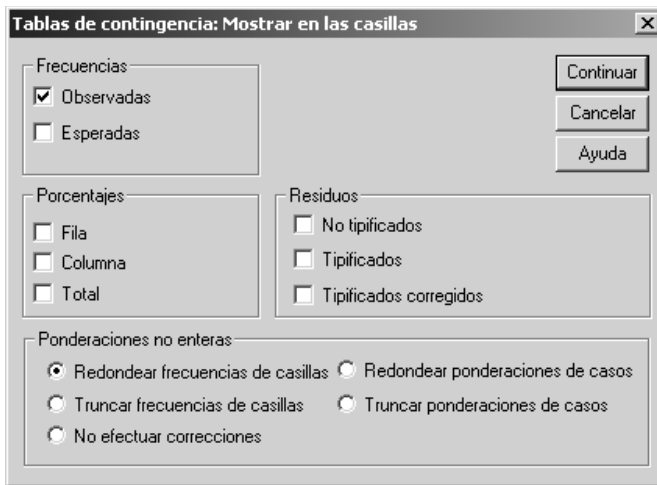 Tablas de contingencia: Mostrar en las casillas
Frecuencias
Observadas
Esperadas
Continuar
Cancelar
Ayuda
Porcentajes
Fila
Columna
Total
Residuos
No tipificados
Tipificados
Tipificados corregidos
Ponderaciones no enteras
Redondear frecuencias de casillas
Redondear ponderaciones de casos
Truncar frecuencias de casillas
Truncar ponderaciones de casos
No efectuar correcciones